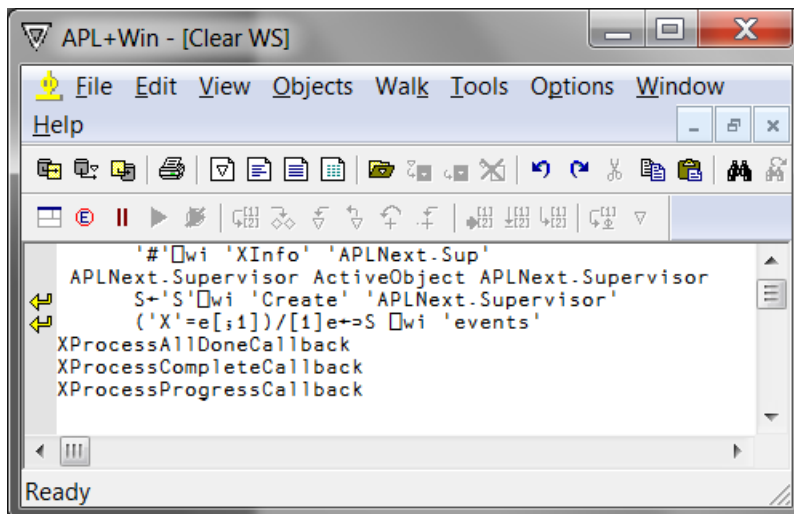 APL+Win - [Clear WS]
File Edit View Objects Walk Tools Options Window
Help
'#'⎕wi 'XInfo' 'APLNext.Sup'
APLNext.Supervisor ActiveObject APLNext.Supervisor
S←'S'⎕wi 'Create' 'APLNext.Supervisor'
('X'=e[;1])/[1]e←⊃S ⎕wi 'events'
XProcessAllDoneCallback
XProcessCompleteCallback
XProcessProgressCallback
Ready